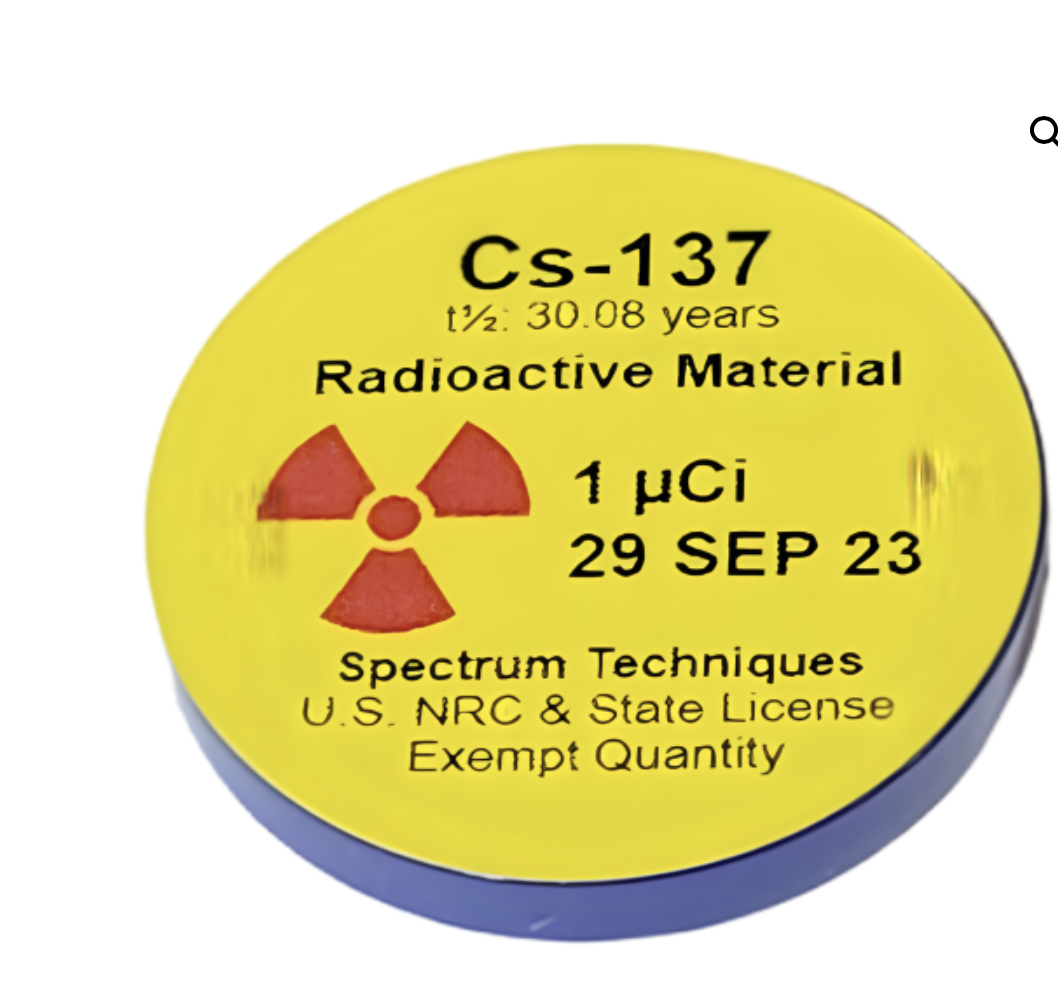 Cs-137
t½: 30.08 years
Radioactive Material
1 µCi
29 SEP 23
Spectrum Techniques
U.S. NRC & State License
Exempt Quantity